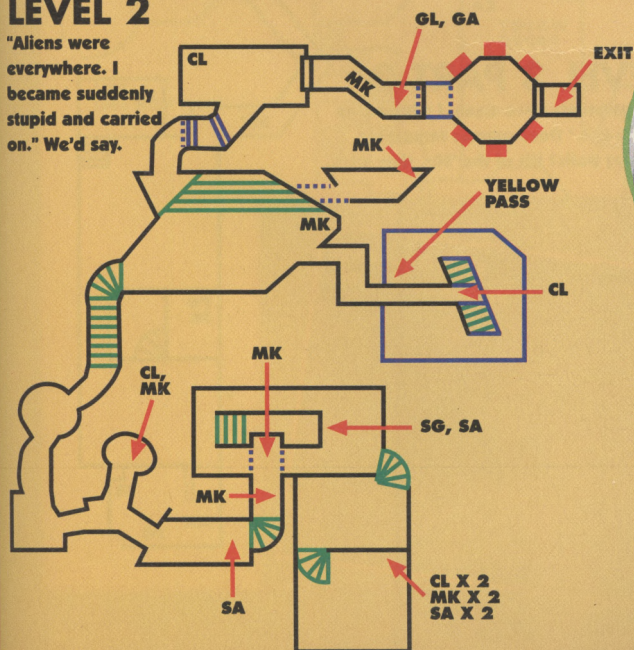 LEVEL 2
"Aliens were
everywhere. I
became suddenly
stupid and carried
on." We'd say.
CL
MK
GL, GA
EXIT
MK
YELLOW
PASS
MK
CL
MK
CL,
MK
SG, SA
MK
SA
CL X 2
MK X 2
SA X 2